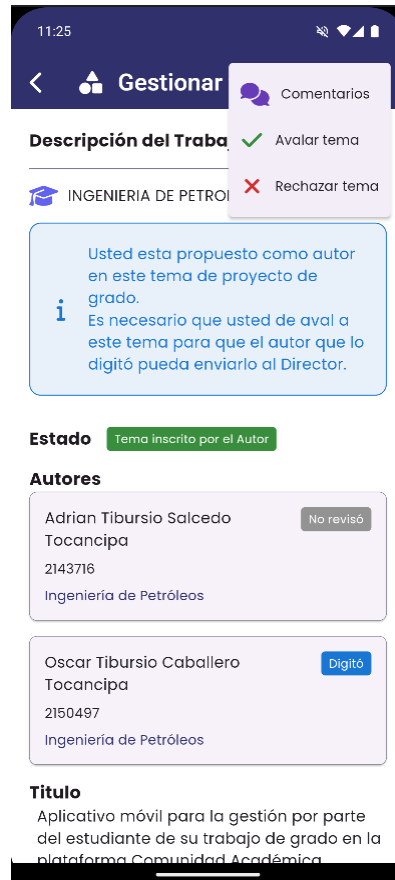 11:25
Gestionar
Comentarios
Avalar tema
Rechazar tema
Descripción del Traba
INGENIERIA DE PETRO
Usted esta propuesto como autor
en este tema de proyecto de
grado.
Es necesario que usted de aval a
este tema para que el autor que lo
digitó pueda enviarlo al Director.
Estado
Tema inscrito por el Autor
Autores
Adrian Tibursio Salcedo
Tocancipa
No revisó
2143716
Ingeniería de Petróleos
Oscar Tibursio Caballero
Tocancipa
Digitó
2150497
Ingeniería de Petróleos
Titulo
Aplicativo móvil para la gestión por parte
del estudiante de su trabajo de grado en la
plataforma Comunidad Académica